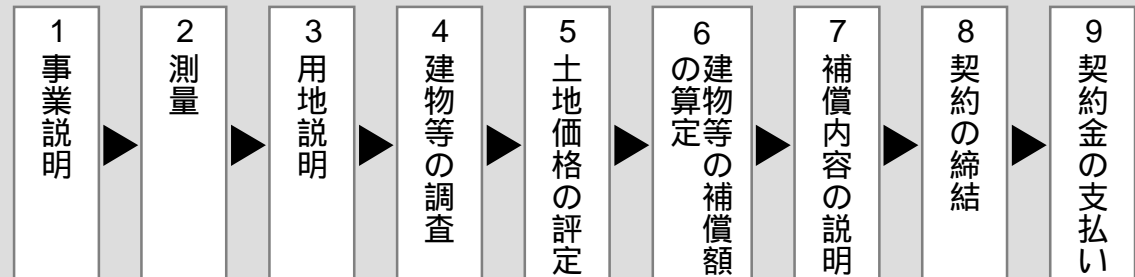 1
事業説明
2
測量
3
用地説明
4
建物等の調査
5
土地価格の評定
6
建物等の補償額
の算定
7
補償内容の説明
8
契約の締結
9
契約金の支払い